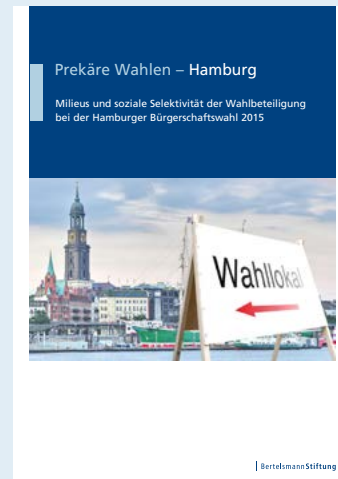 Prekäre Wahlen – Hamburg
Milieus und soziale Selektivität der Wahlbeteiligung
bei der Hamburger Bürgerschaftswahl 2015
Wahllokal
BertelsmannStiftung